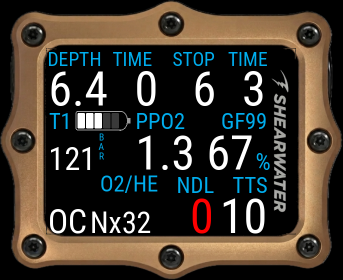 DEPTH TIME STOP TIME
6.4 0 6 3
T1 PPO2 GF99
121 BAR 1.3 67%
O2/HE NDL TTS
OC Nx32 0 10
SHEARWATER